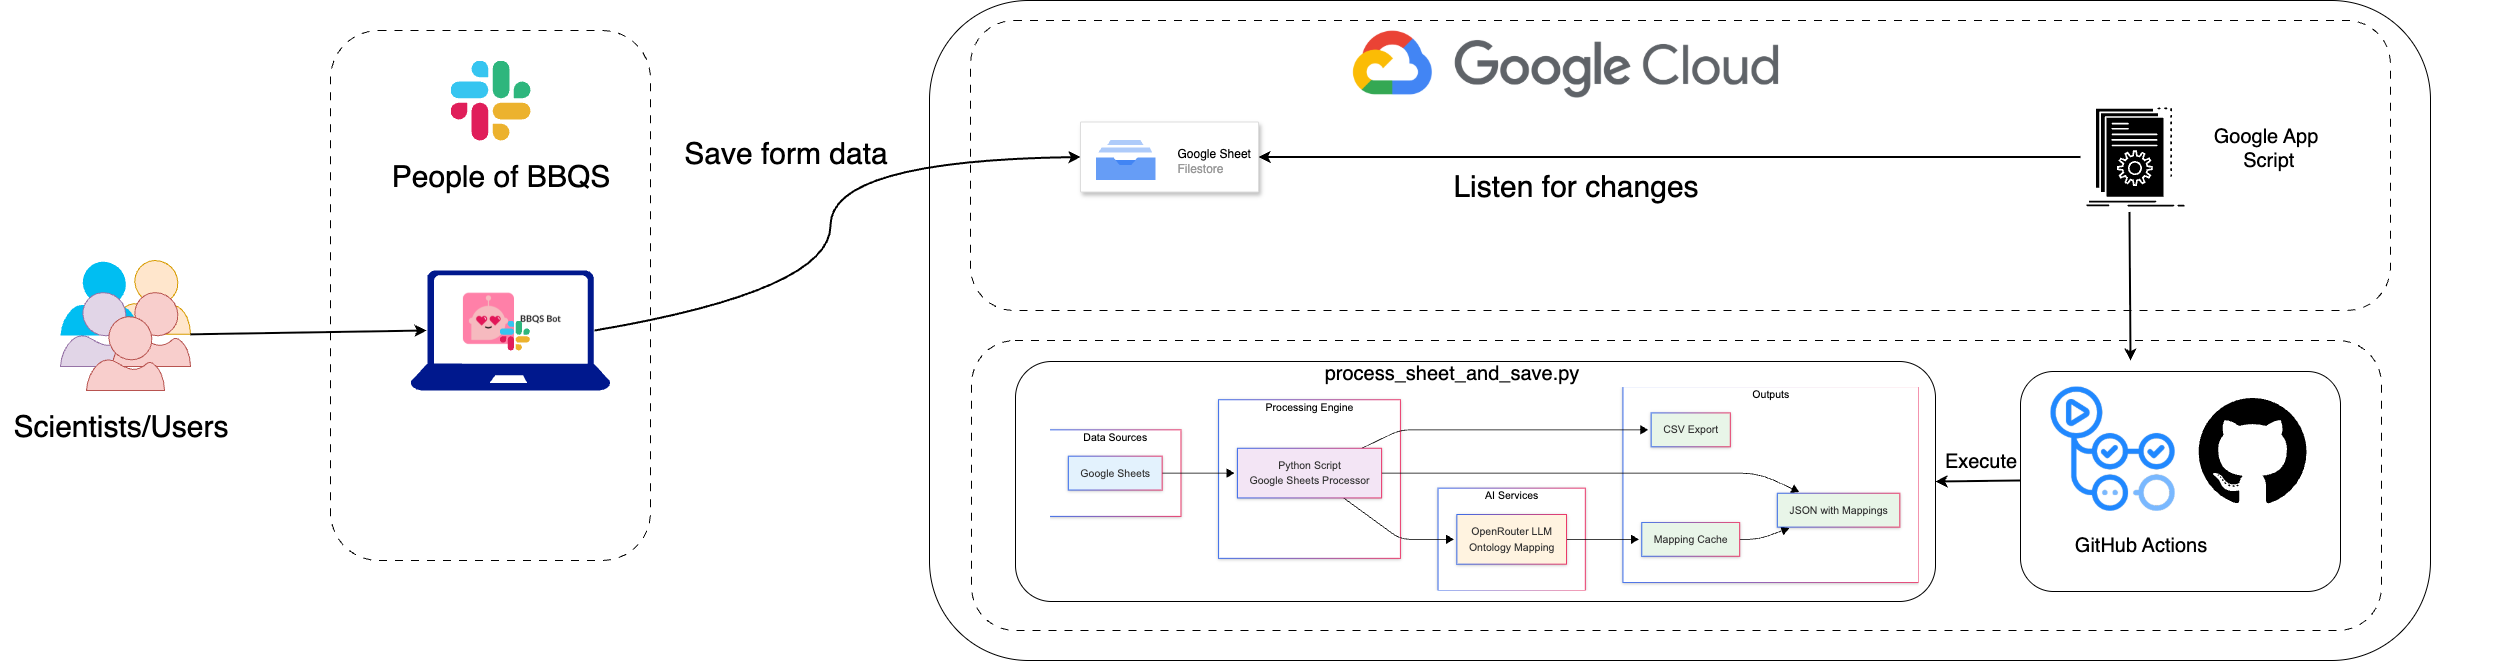 People of BBQS
BBQS Bot
Scientists/Users
Save form data
Google Cloud
Google Sheet
Filestore
Listen for changes
Google App
Script
process_sheet_and_save.py
Data Sources
Google Sheets
Processing Engine
Python Script
Google Sheets Processor
AI Services
OpenRouter LLM
Ontology Mapping
Outputs
CSV Export
JSON with Mappings
Mapping Cache
Execute
GitHub Actions